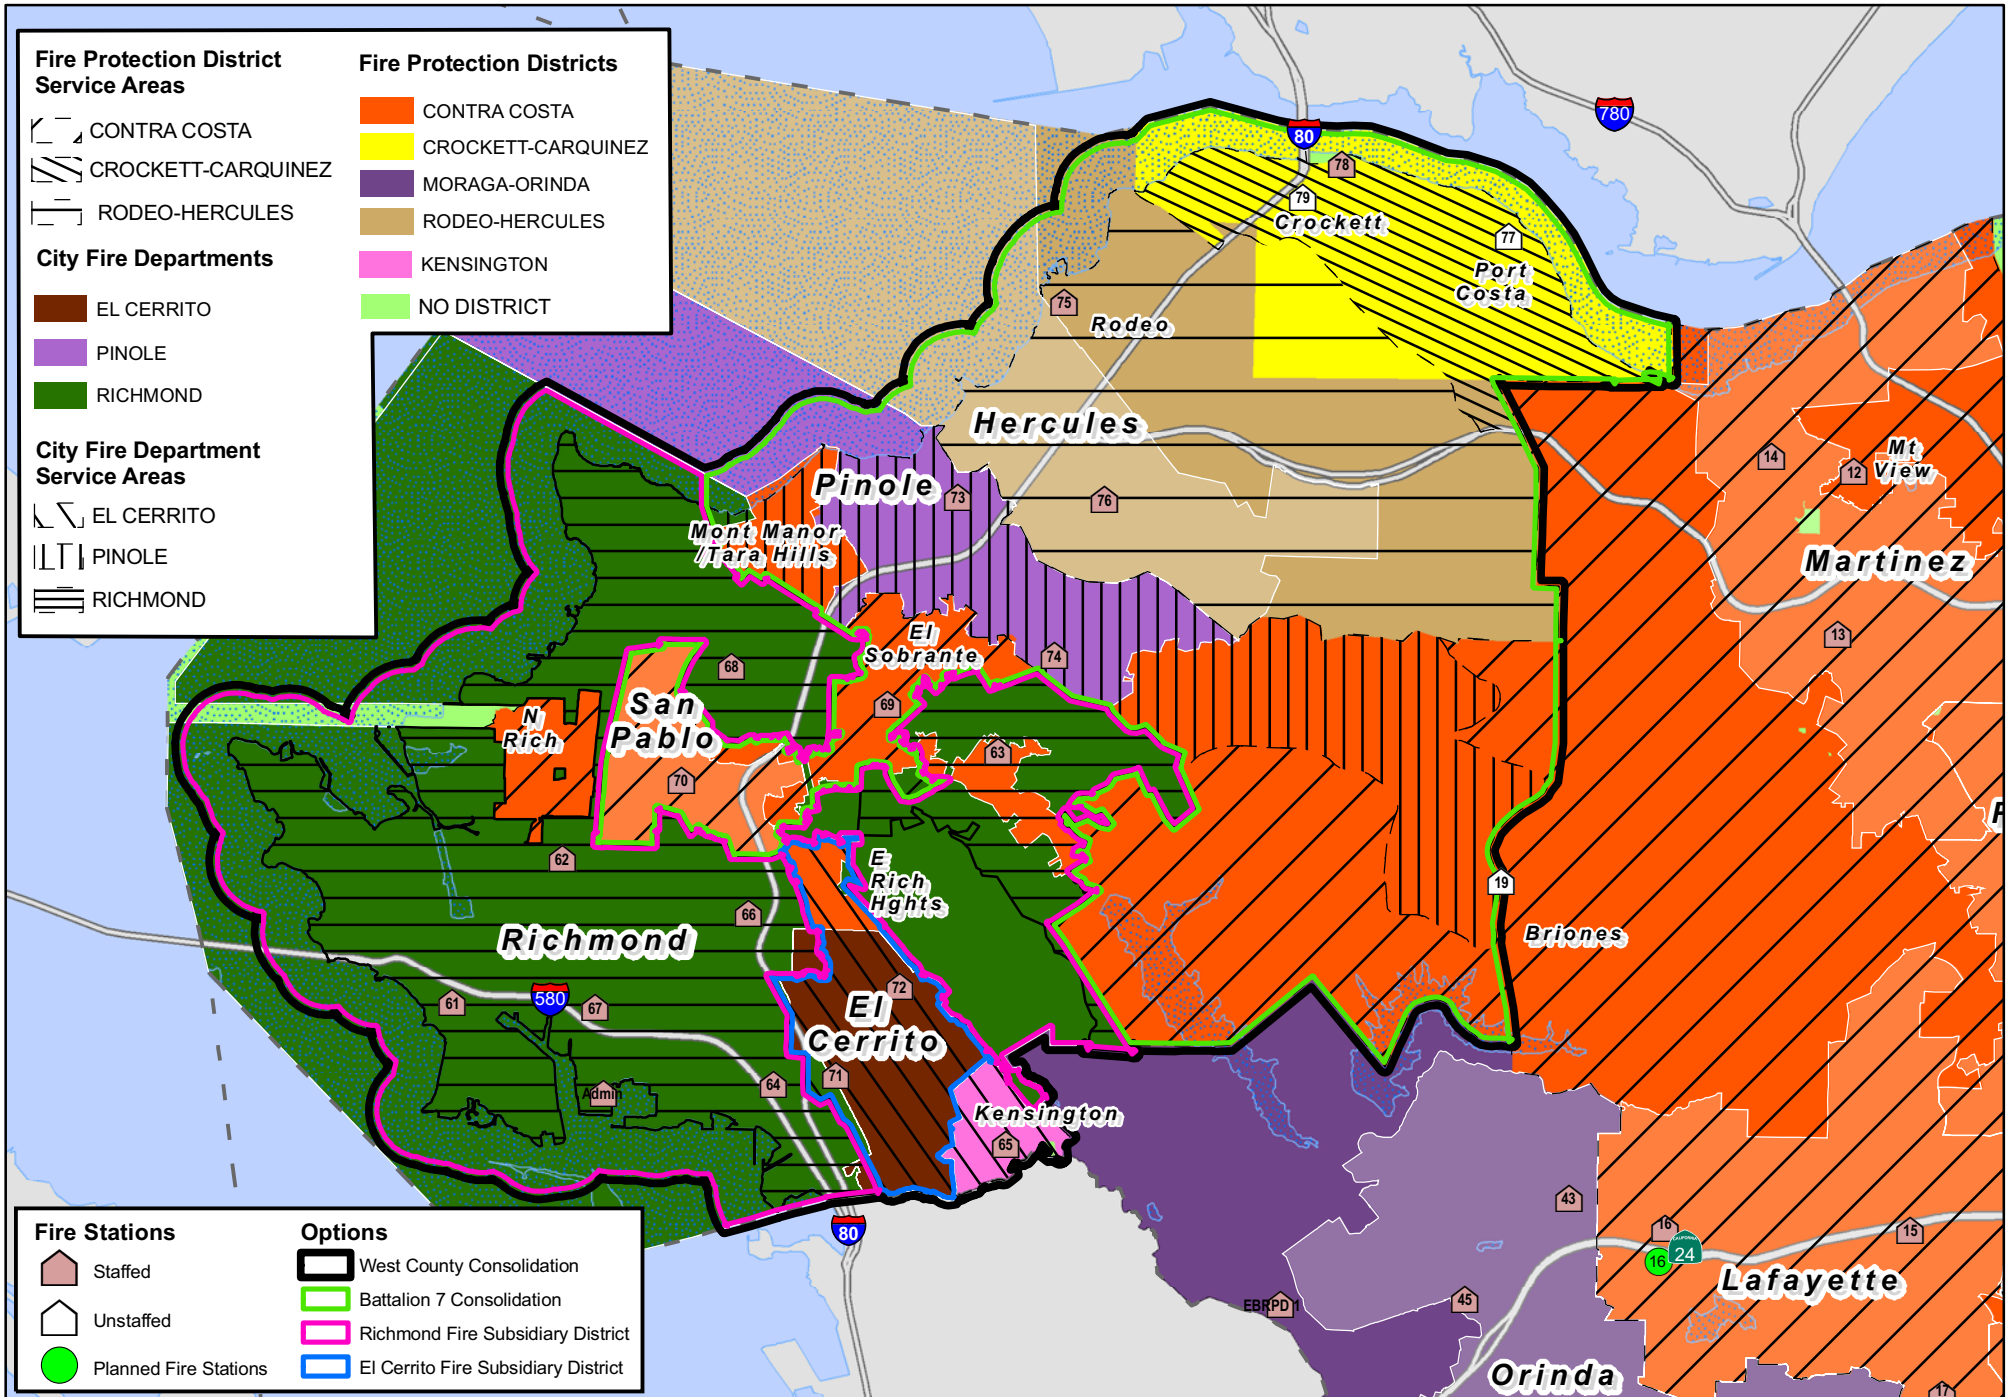 Fire Protection District
Service Areas
CONTRA COSTA
CROCKETT-CARQUINEZ
RODEO-HERCULES
City Fire Departments
EL CERRITO
PINOLE
RICHMOND
City Fire Department
Service Areas
EL CERRITO
PINOLE
RICHMOND
Fire Protection Districts
CONTRA COSTA
CROCKETT-CARQUINEZ
MORAGA-ORINDA
RODEO-HERCULES
KENSINGTON
NO DISTRICT
80
780
78
79
Crockett
77
Port
Costa
75
Rodeo
Hercules
Pinole
73
76
14
12
Mt
View
Mont Manor
/Tara Hills
Martinez
13
El
Sobrante
74
68
69
San
Pablo
N
Rich
63
70
62
E
Rich
Hghts
19
66
Richmond
Briones
72
61
580
67
El
Cerrito
71
64
Admin
Kensington
65
43
16
15
80
16
CALIFORNIA
24
Lafayette
EBRPD 1
45
Orinda
17
Fire Stations
Staffed
Unstaffed
Planned Fire Stations
Options
West County Consolidation
Battalion 7 Consolidation
Richmond Fire Subsidiary District
El Cerrito Fire Subsidiary District